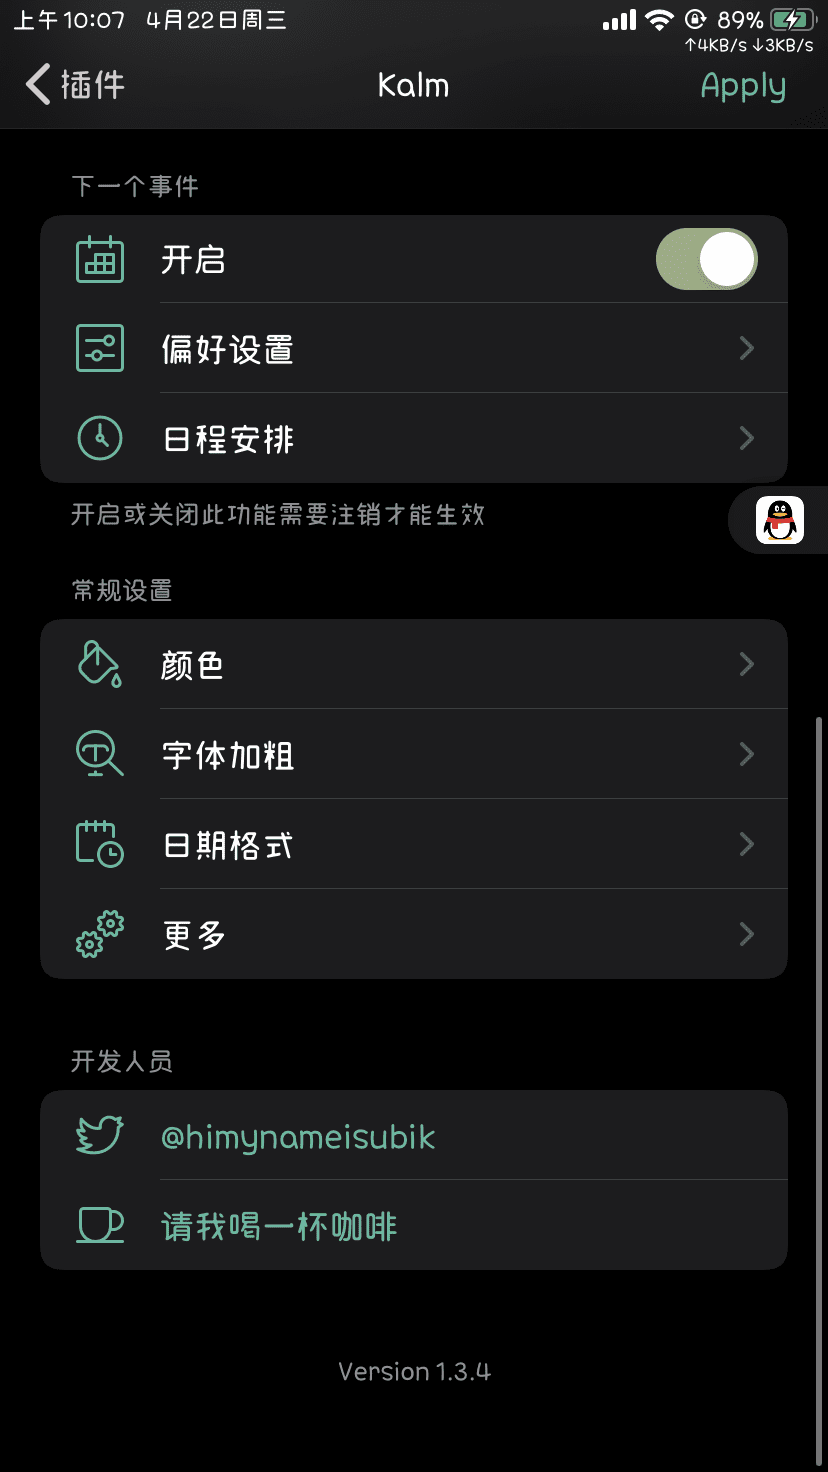 上午10:07 4月22日周三 89%
↑4KB/s ↓3KB/s
插件 Kalm Apply
下一个事件
开启
偏好设置
日程安排
开启或关闭此功能需要注销才能生效
常规设置
颜色
字体加粗
日期格式
更多
开发人员
@himynameisubik
请我喝一杯咖啡
Version 1.3.4